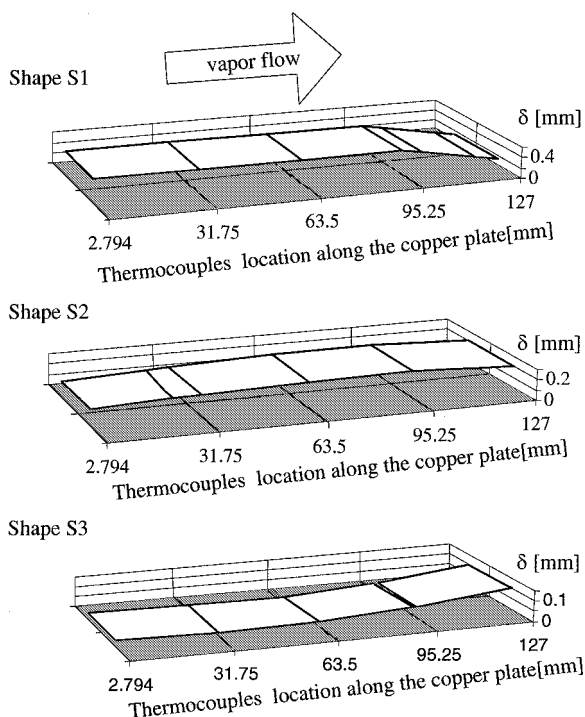 Shape S1
vapor flow
δ [mm]
0.4
0
2.794 31.75 63.5 95.25 127
Thermocouples location along the copper plate[mm]
Shape S2
δ [mm]
0.2
0
2.794 31.75 63.5 95.25 127
Thermocouples location along the copper plate[mm]
Shape S3
δ [mm]
0.1
0
2.794 31.75 63.5 95.25 127
Thermocouples location along the copper plate[mm]